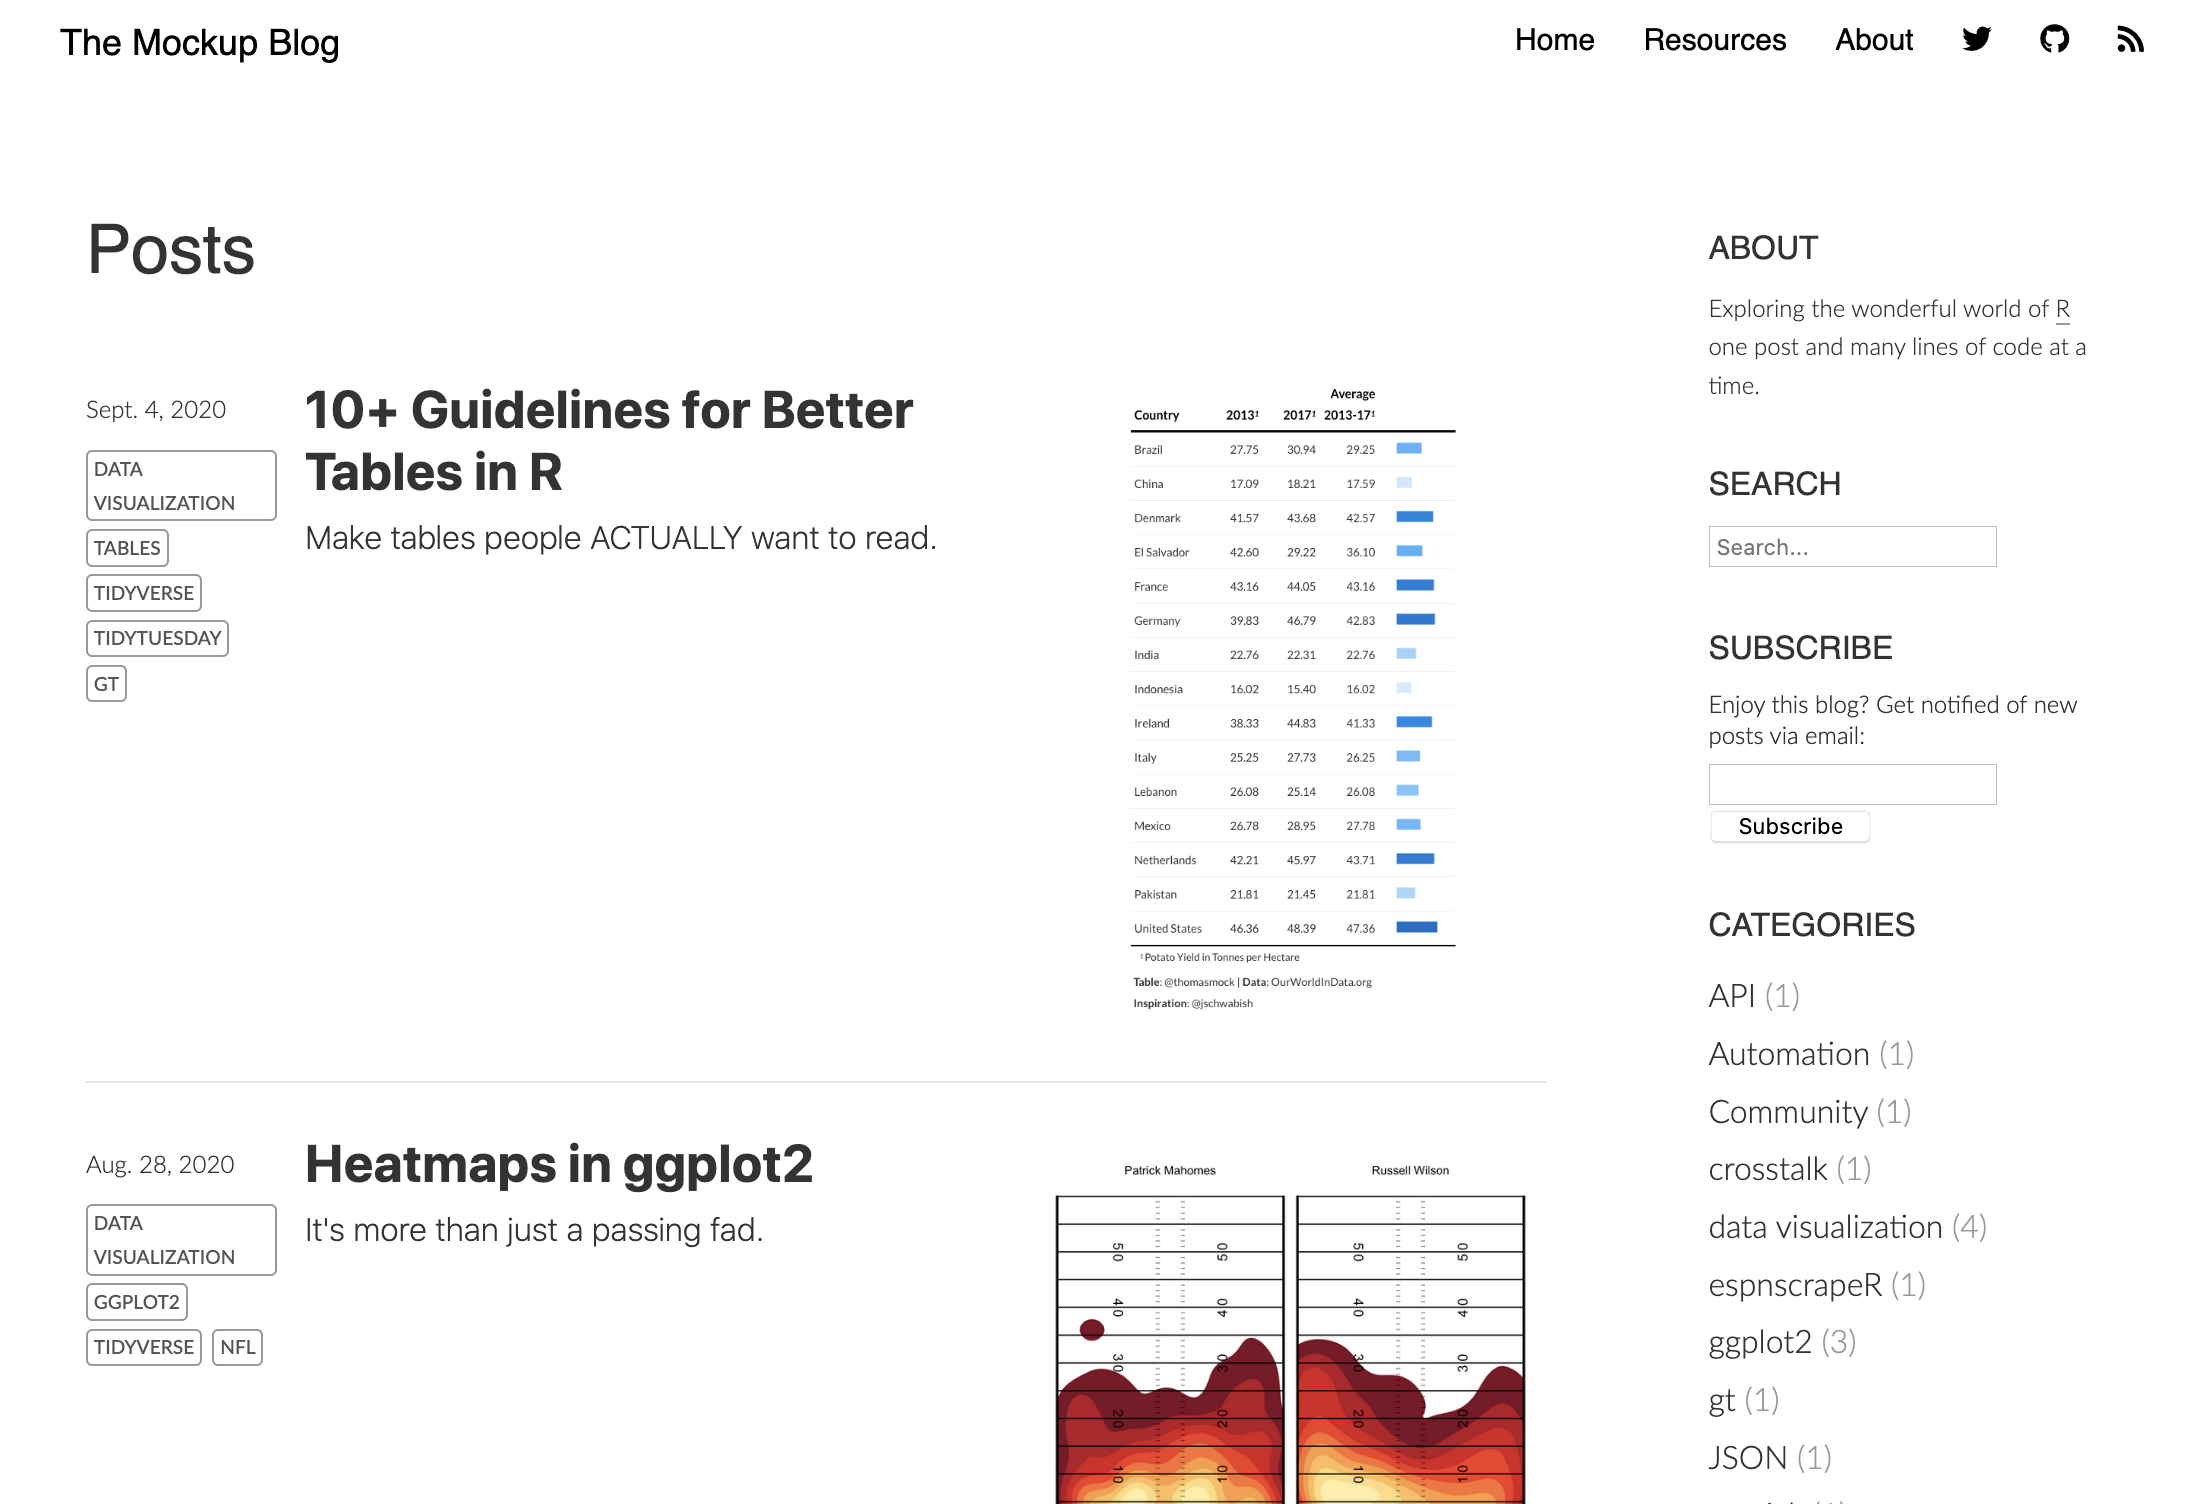 The Mockup Blog
Home Resources About
Posts
Sept. 4, 2020
DATA
VISUALIZATION
TABLES
TIDYVERSE
TIDYTUESDAY
GT
10+ Guidelines for Better
Tables in R
Make tables people ACTUALLY want to read.
Average
Country 2013‡ 2017‡ 2013-17‡
Brazil 27.75 30.94 29.25
China 17.09 18.21 17.59
Denmark 41.57 43.68 42.57
El Salvador 42.60 29.22 36.10
France 43.16 44.05 43.16
Germany 39.83 46.79 42.83
India 22.76 22.31 22.76
Indonesia 16.02 15.40 16.02
Ireland 38.33 44.83 41.33
Italy 25.25 27.73 26.25
Lebanon 26.08 25.14 26.08
Mexico 26.78 28.95 27.78
Netherlands 42.21 45.97 43.71
Pakistan 21.81 21.45 21.81
United States 46.36 48.39 47.36
‡Potato Yield in Tonnes per Hectare
Table: @thomasmock | Data: OurWorldInData.org
Inspiration: @jschwabish
Aug. 28, 2020
DATA
VISUALIZATION
GGPLOT2
TIDYVERSE NFL
Heatmaps in ggplot2
It's more than just a passing fad.
Patrick Mahomes Russell Wilson
50 50 50 50
40 40 40 40
30 30 30 30
20 20 20 20
10 10 10 10
ABOUT
Exploring the wonderful world of R
one post and many lines of code at a
time.
SEARCH
Search...
SUBSCRIBE
Enjoy this blog? Get notified of new
posts via email:
Subscribe
CATEGORIES
API (1)
Automation (1)
Community (1)
crosstalk (1)
data visualization (4)
espnscrapeR (1)
ggplot2 (3)
gt (1)
JSON (1)